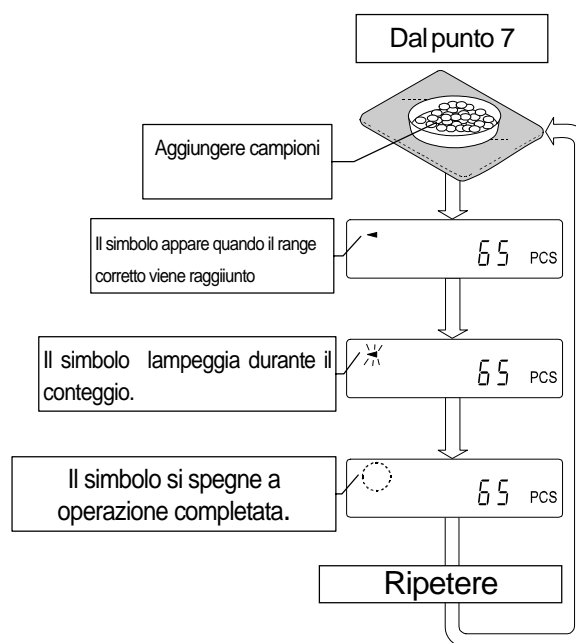 Dal punto 7
Aggiungere campioni
Il simbolo appare quando il range
corretto viene raggiiunto
65 PCS
Il simbolo lampeggia durante il
conteggio.
65 PCS
Il simbolo si spegne a
operazione completata.
65 PCS
Ripetere